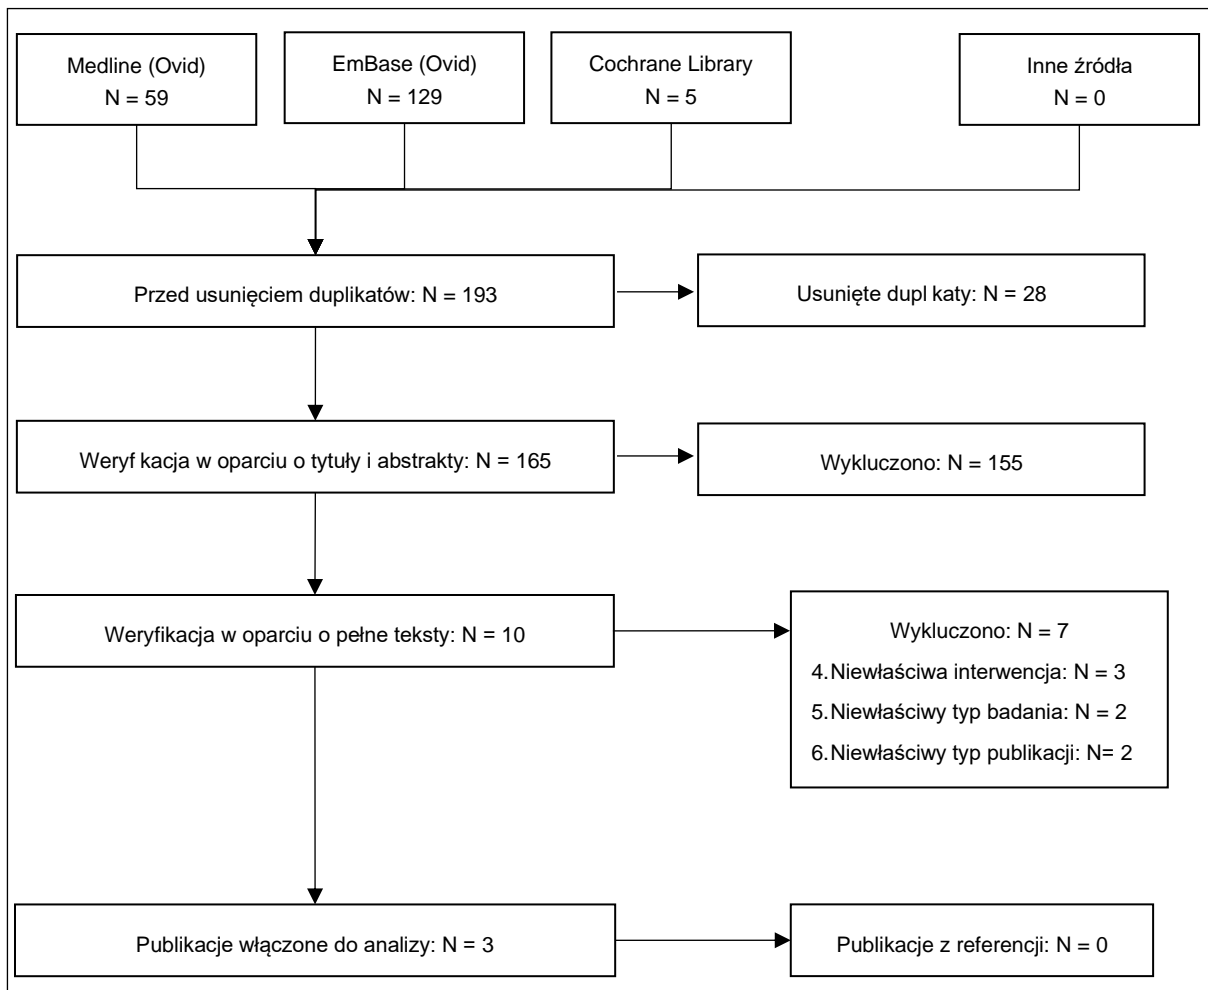 Medline (Ovid)
N = 59
EmBase (Ovid)
N = 129
Cochrane Library
N = 5
Inne źródła
N = 0
Przed usunięciem duplikatów: N = 193
Usunięte dupl katy: N = 28
Weryf kacja w oparciu o tytuły i abstrakty: N = 165
Wykluczono: N = 155
Weryfikacja w oparciu o pełne teksty: N = 10
Wykluczono: N = 7
4.Niewłaściwa interwencja: N = 3
5.Niewłaściwy typ badania: N = 2
6.Niewłaściwy typ publikacji: N= 2
Publikacje włączone do analizy: N = 3
Publikacje z referencji: N = 0